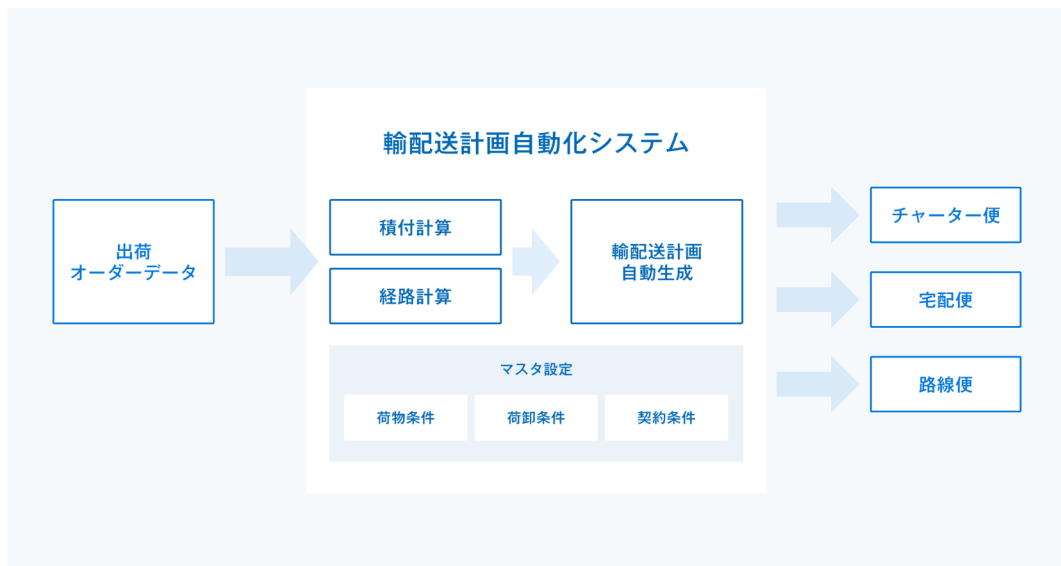 輸配送計画自動化システム
出荷
オーダーデータ
積付計算
経路計算
輸配送計画
自動生成
マスタ設定
荷物条件
荷卸条件
契約条件
チャーター便
宅配便
路線便